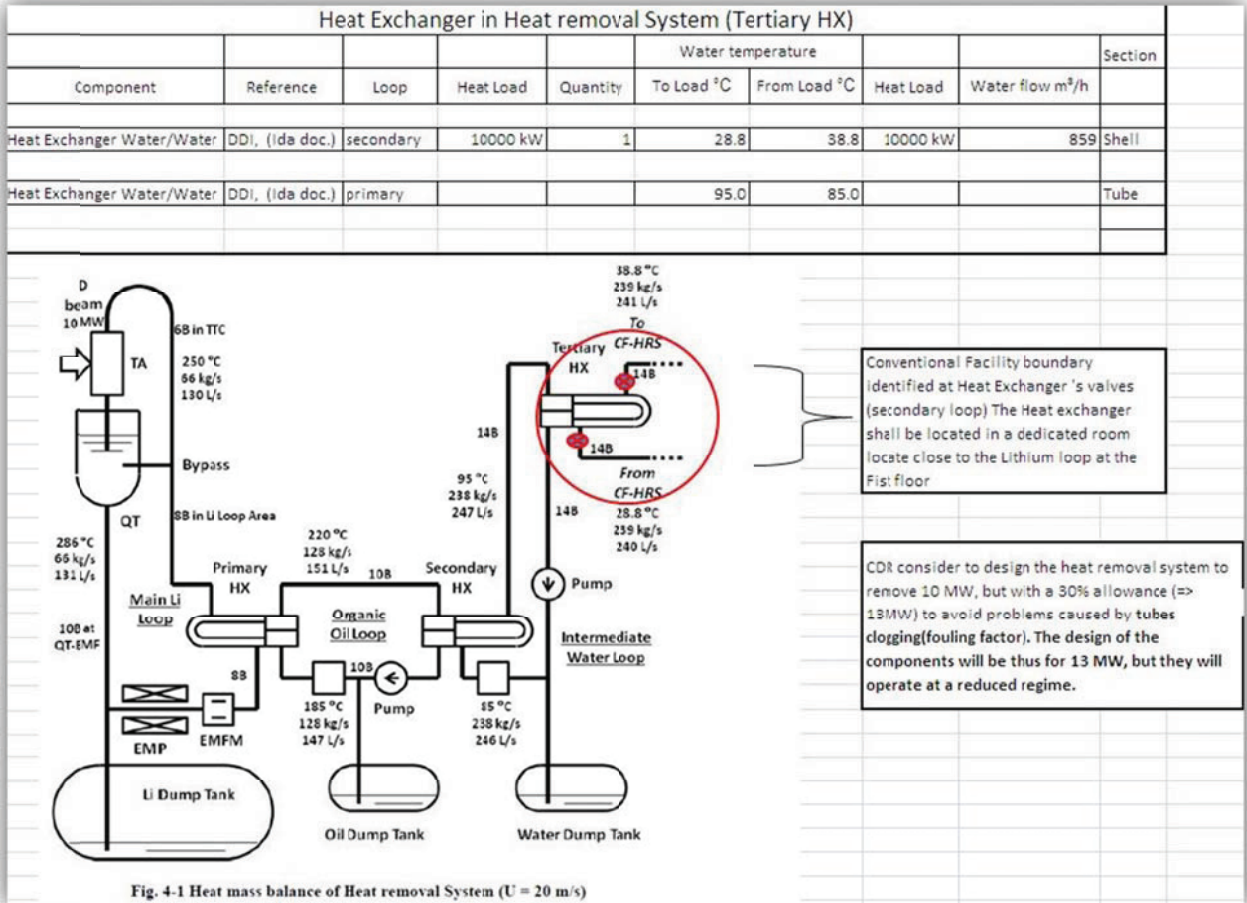 Heat Exchanger in Heat removal System (Tertiary HX)
Water temperature Section
Component Reference Loop Heat Load Quantity To Load °C From Load °C Heat Load Water flow m³/h
Heat Exchanger Water/Water DDI, (Ida doc.) secondary 10000 kW 1 28.8 38.8 10000 kW 859 Shell
Heat Exchanger Water/Water DDI, (Ida doc.) primary 95.0 85.0 Tube
D
beam
10 MW
TA
6B in TTC
250 °C
66 kg/s
130 L/s
Bypass
QT
8B in Li Loop Area
286 °C
66 kg/s
131 L/s
10B at
QT-EMF
Main Li
Loop
Primary
HX
8B
EMP
EMFM
Li Dump Tank
220 °C
128 kg/s
151 L/s
10B
Organic
Oil Loop
10B
Pump
185 °C
128 kg/s
147 L/s
Oil Dump Tank
Secondary
HX
14B
95 °C
238 kg/s
247 L/s
14B
Pump
Intermediate
Water Loop
85 °C
238 kg/s
246 L/s
Water Dump Tank
38.8 °C
239 kg/s
241 L/s
To
CF-HRS
Tertiary
HX
14B
14B
From
CF-HRS
28.8 °C
239 kg/s
240 L/s
Conventional Facility boundary
identified at Heat Exchanger 's valves
(secondary loop) The Heat exchanger
shall be located in a dedicated room
locate close to the Lithium loop at the
Fist floor
CDR consider to design the heat removal system to
remove 10 MW, but with a 30% allowance (=>
13MW) to avoid problems caused by tubes
clogging(fouling factor). The design of the
components will be thus for 13 MW, but they will
operate at a reduced regime.
Fig. 4-1 Heat mass balance of Heat removal System (U = 20 m/s)